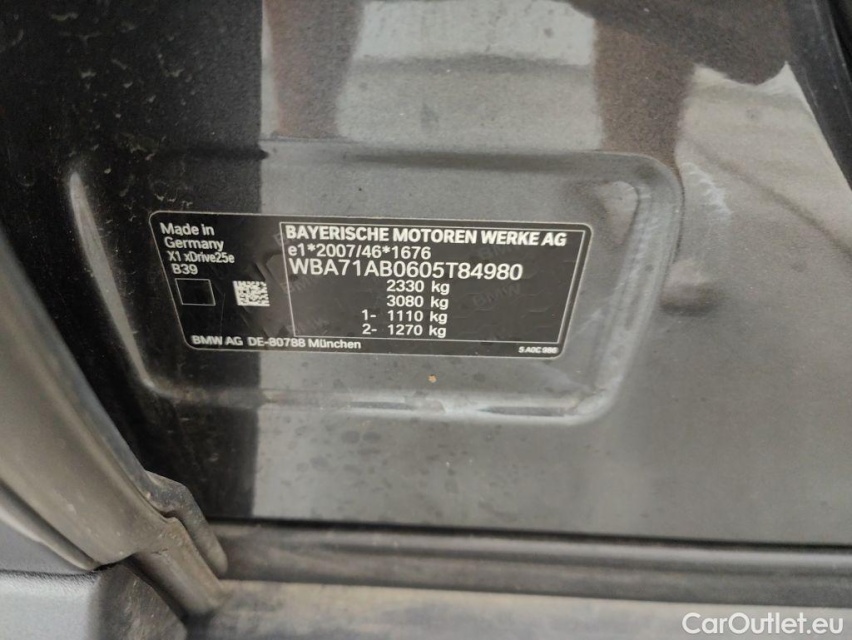 Made in
Germany
X1 xDrive25e
B39
BAYERISCHE MOTOREN WERKE AG
e1*2007/46*1676
WBA71AB0605T84980
2330 kg
3080 kg
1- 1110 kg
2- 1270 kg
BMW AG DE-80788 München
CarOutlet.eu